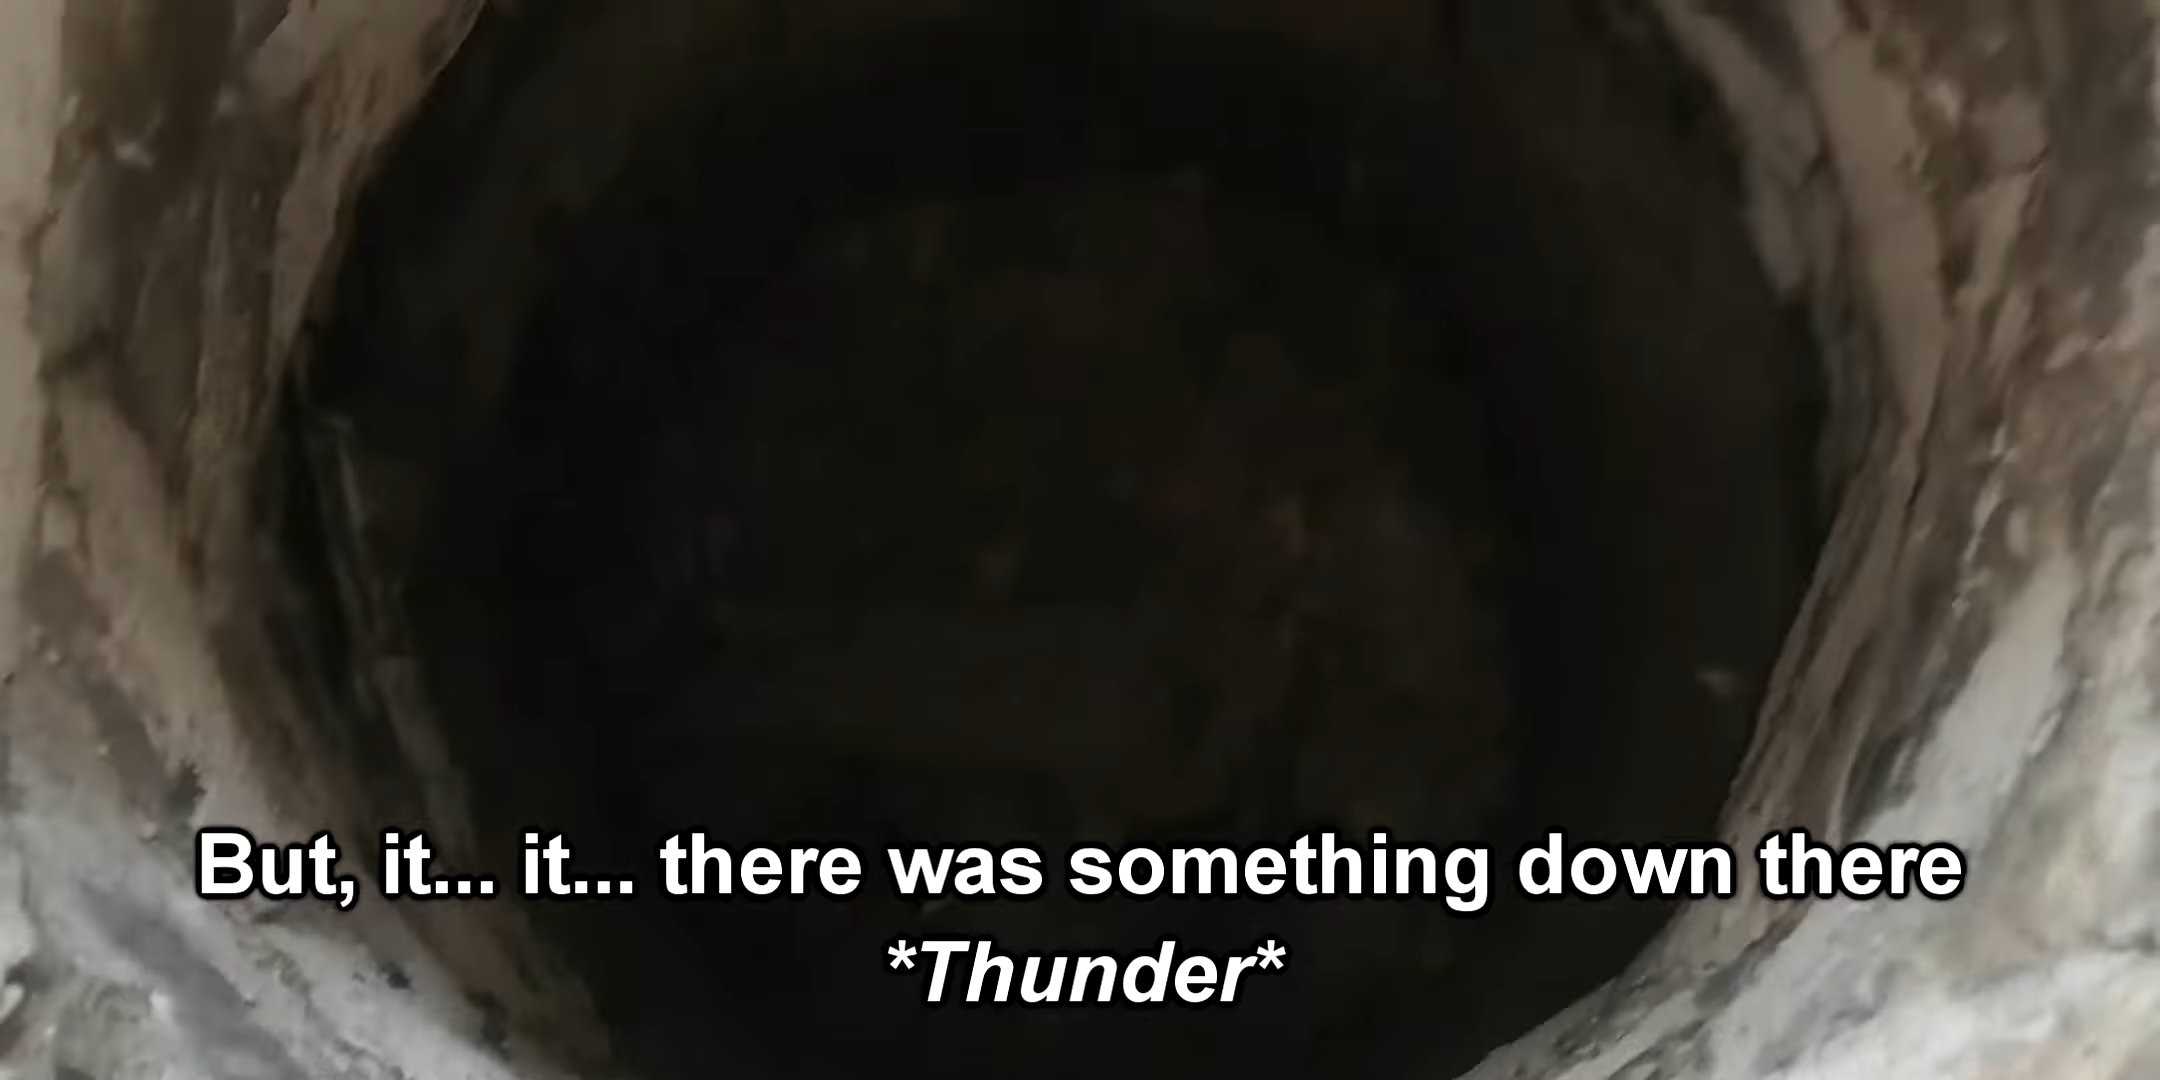 But, it... it... there was something down there
*Thunder*